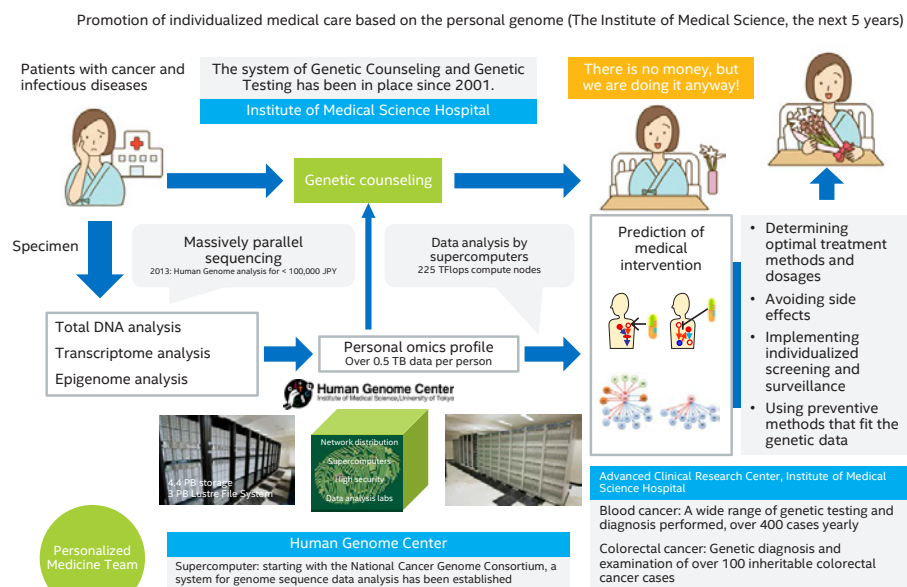 Promotion of individualized medical care based on the personal genome (The Institute of Medical Science, the next 5 years)
Patients with cancer and
infectious diseases
The system of Genetic Counseling and Genetic
Testing has been in place since 2001.
Institute of Medical Science Hospital
There is no money, but
we are doing it anyway!
Genetic counseling
Specimen
Massively parallel
sequencing
2013: Human Genome analysis for < 100,000 JPY
Data analysis by
supercomputers
225 TFlops compute nodes
Prediction of
medical
intervention
• Determining
optimal treatment
methods and
dosages
• Avoiding side
effects
• Implementing
individualized
screening and
surveillance
• Using preventive
methods that fit the
genetic data
Total DNA analysis
Transcriptome analysis
Epigenome analysis
Personal omics profile
Over 0.5 TB data per person
Human Genome Center
Institute of Medical Science, University of Tokyo
4.4 PB storage
3 PB Lustre File System
Network distribution
Supercomputers
High security
Data analysis labs
Advanced Clinical Research Center, Institute of Medical
Science Hospital
Blood cancer: A wide range of genetic testing and
diagnosis performed, over 400 cases yearly
Colorectal cancer: Genetic diagnosis and
examination of over 100 inheritable colorectal
cancer cases
Personalized
Medicine Team
Human Genome Center
Supercomputer: starting with the National Cancer Genome Consortium, a
system for genome sequence data analysis has been established